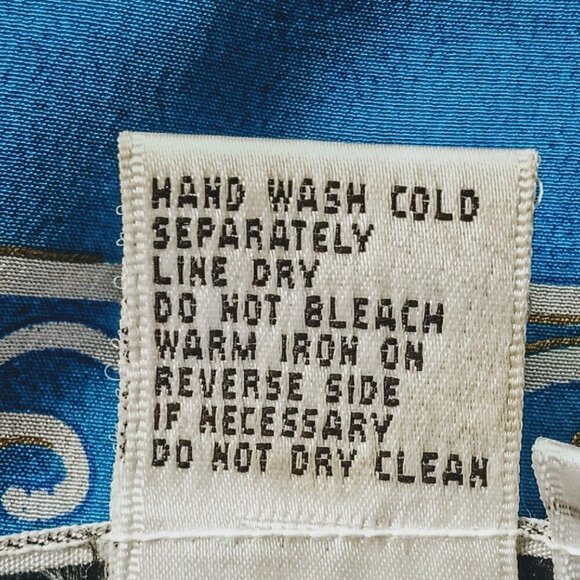 HAND WASH COLD
SEPARATELY
LINE DRY
DO NOT BLEACH
WARM IRON ON
REVERSE SIDE
IF NECESSARY
DO NOT DRY CLEAN